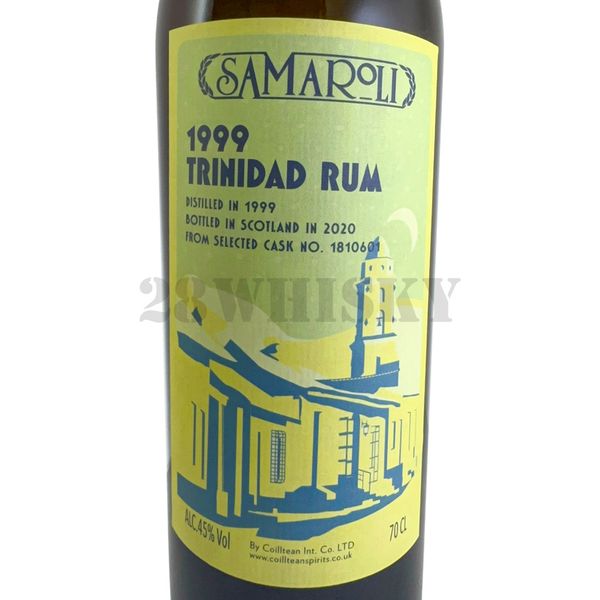 SAMAROLI
1999
TRINIDAD RUM
DISTILLED IN 1999
BOTTLED IN SCOTLAND IN 2020
FROM SELECTED CASK NO. 1810601
28WHISKY
ALC.45% Vol
By Coilltean Int. Co. LTD
www.coillteanspirits.co.uk
70 CL